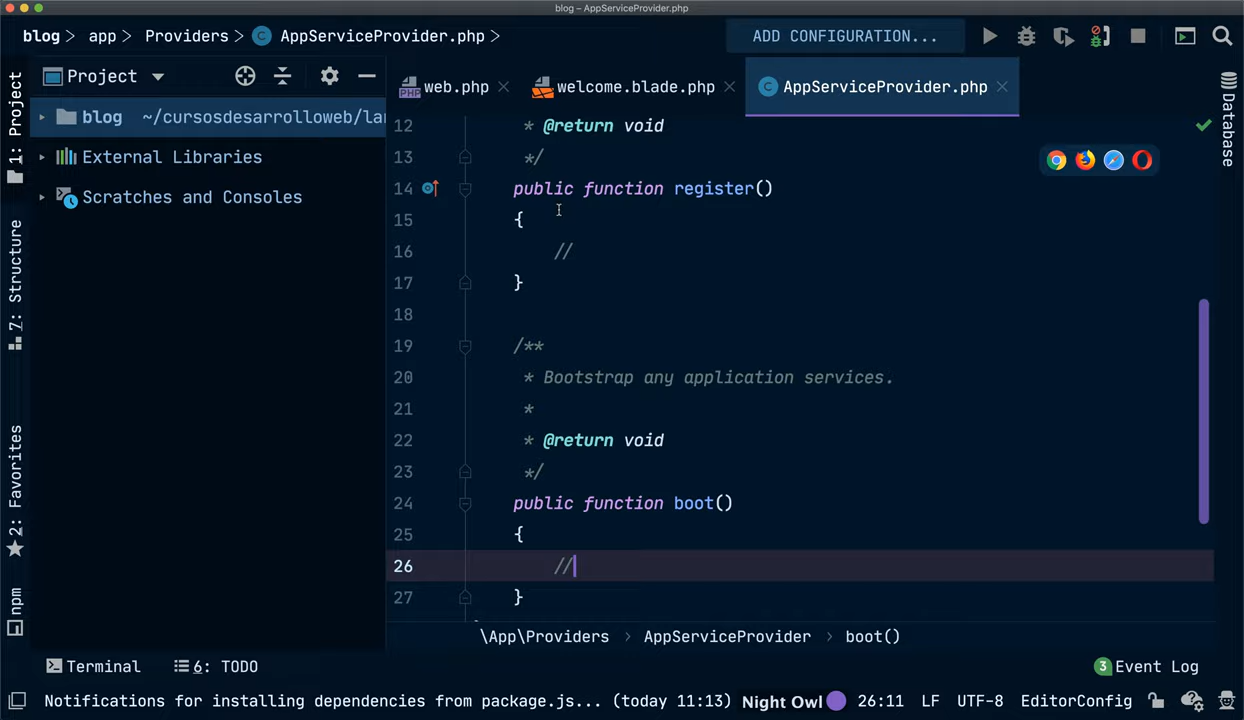 blog – AppServiceProvider.php
blog > app > Providers > AppServiceProvider.php >
ADD CONFIGURATION...
1: Project
7: Structure
2: Favorites
npm
Project
blog ~/cursosdesarrolloweb/lar
External Libraries
Scratches and Consoles
web.php
welcome.blade.php
AppServiceProvider.php
Database
12 * @return void
13 */
14 public function register()
15 {
16 //
17 }
18
19 /**
20 * Bootstrap any application services.
21 *
22 * @return void
23 */
24 public function boot()
25 {
26 //
27 }
\App\Providers > AppServiceProvider > boot()
Terminal
6: TODO
3 Event Log
Notifications for installing dependencies from package.js... (today 11:13)
Night Owl
26:11 LF UTF-8 EditorConfig